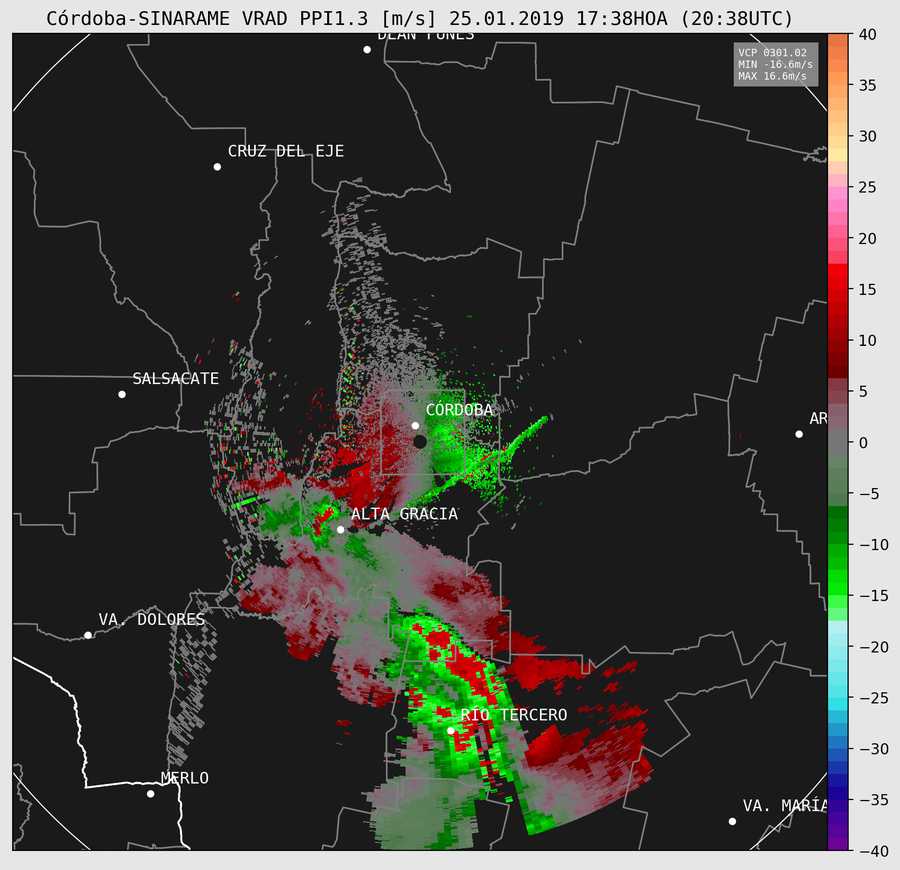 Córdoba-SINARAME VRAD PPI1.3 [m/s] 25.01.2019 17:38HOA (20:38UTC)
DEAN FUNES
VCP 0301.02
MIN -16.6m/s
MAX 16.6m/s
CRUZ DEL EJE
SALSACATE
CÓRDOBA
AR
ALTA GRACIA
VA. DOLORES
RÍO TERCERO
MERLO
VA. MARÍA
40
35
30
25
20
15
10
5
0
−5
−10
−15
−20
−25
−30
−35
−40